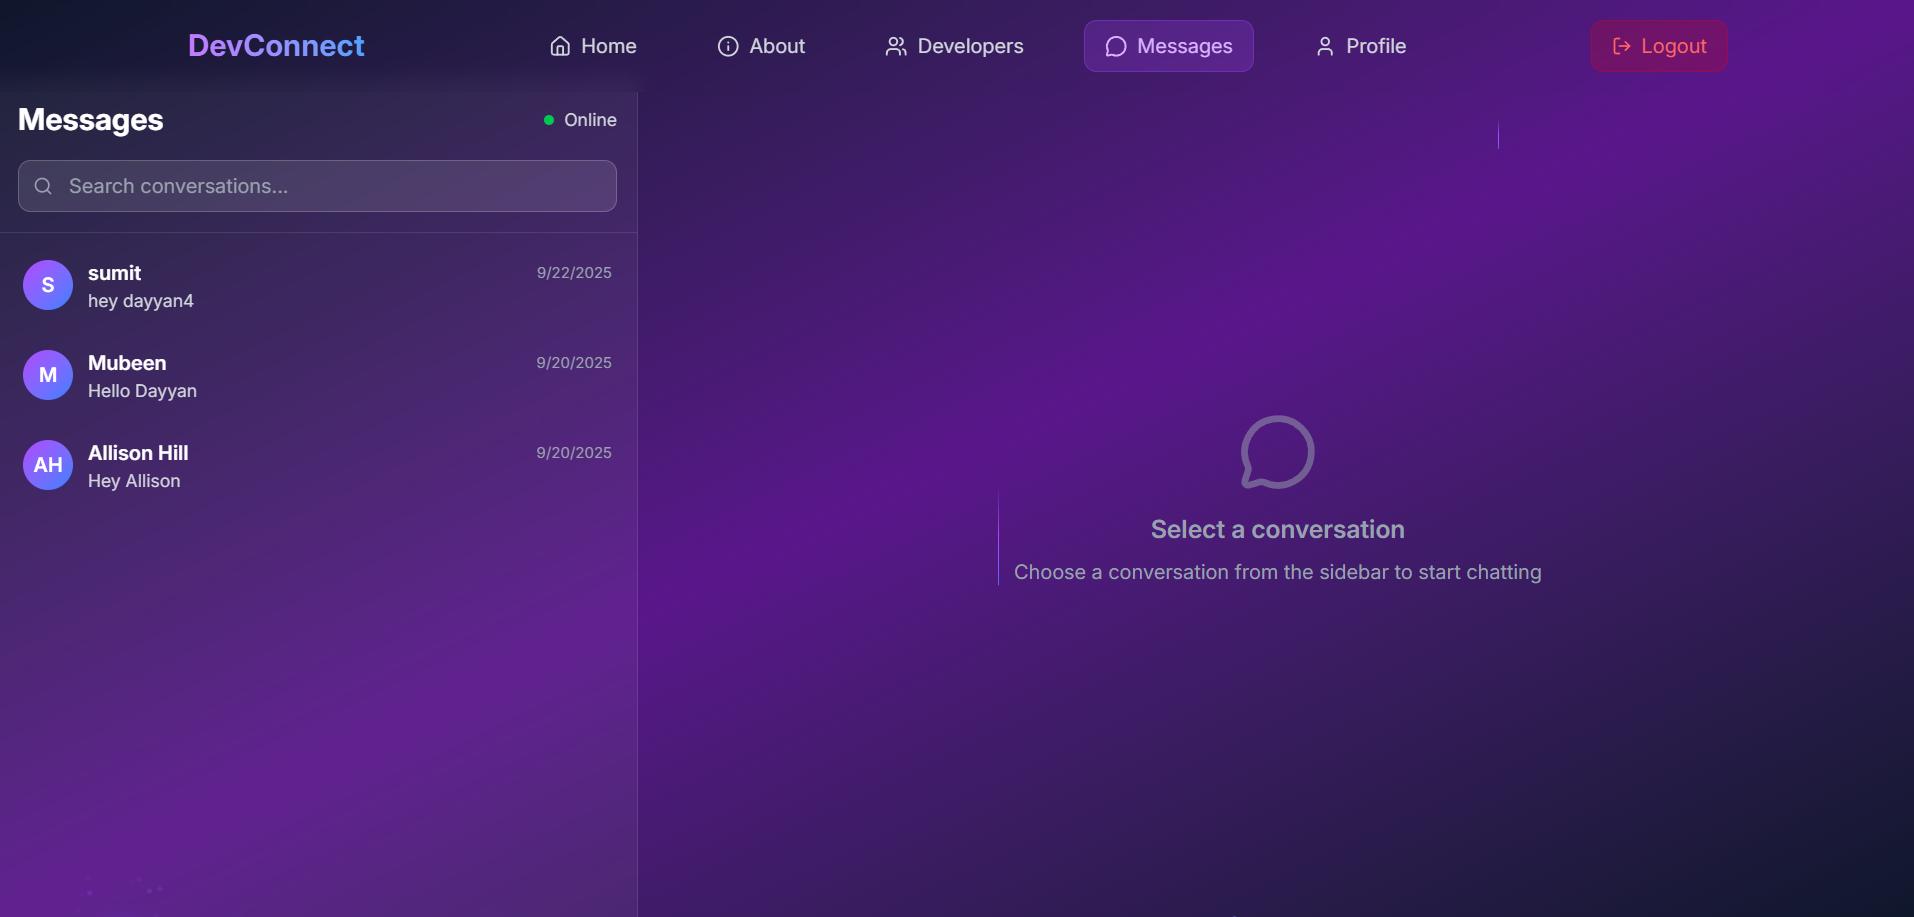 DevConnect
Home
About
Developers
Messages
Profile
Logout
Messages
Online
Search conversations...
S
sumit
9/22/2025
hey dayyan4
M
Mubeen
9/20/2025
Hello Dayyan
AH
Allison Hill
9/20/2025
Hey Allison
Select a conversation
Choose a conversation from the sidebar to start chatting